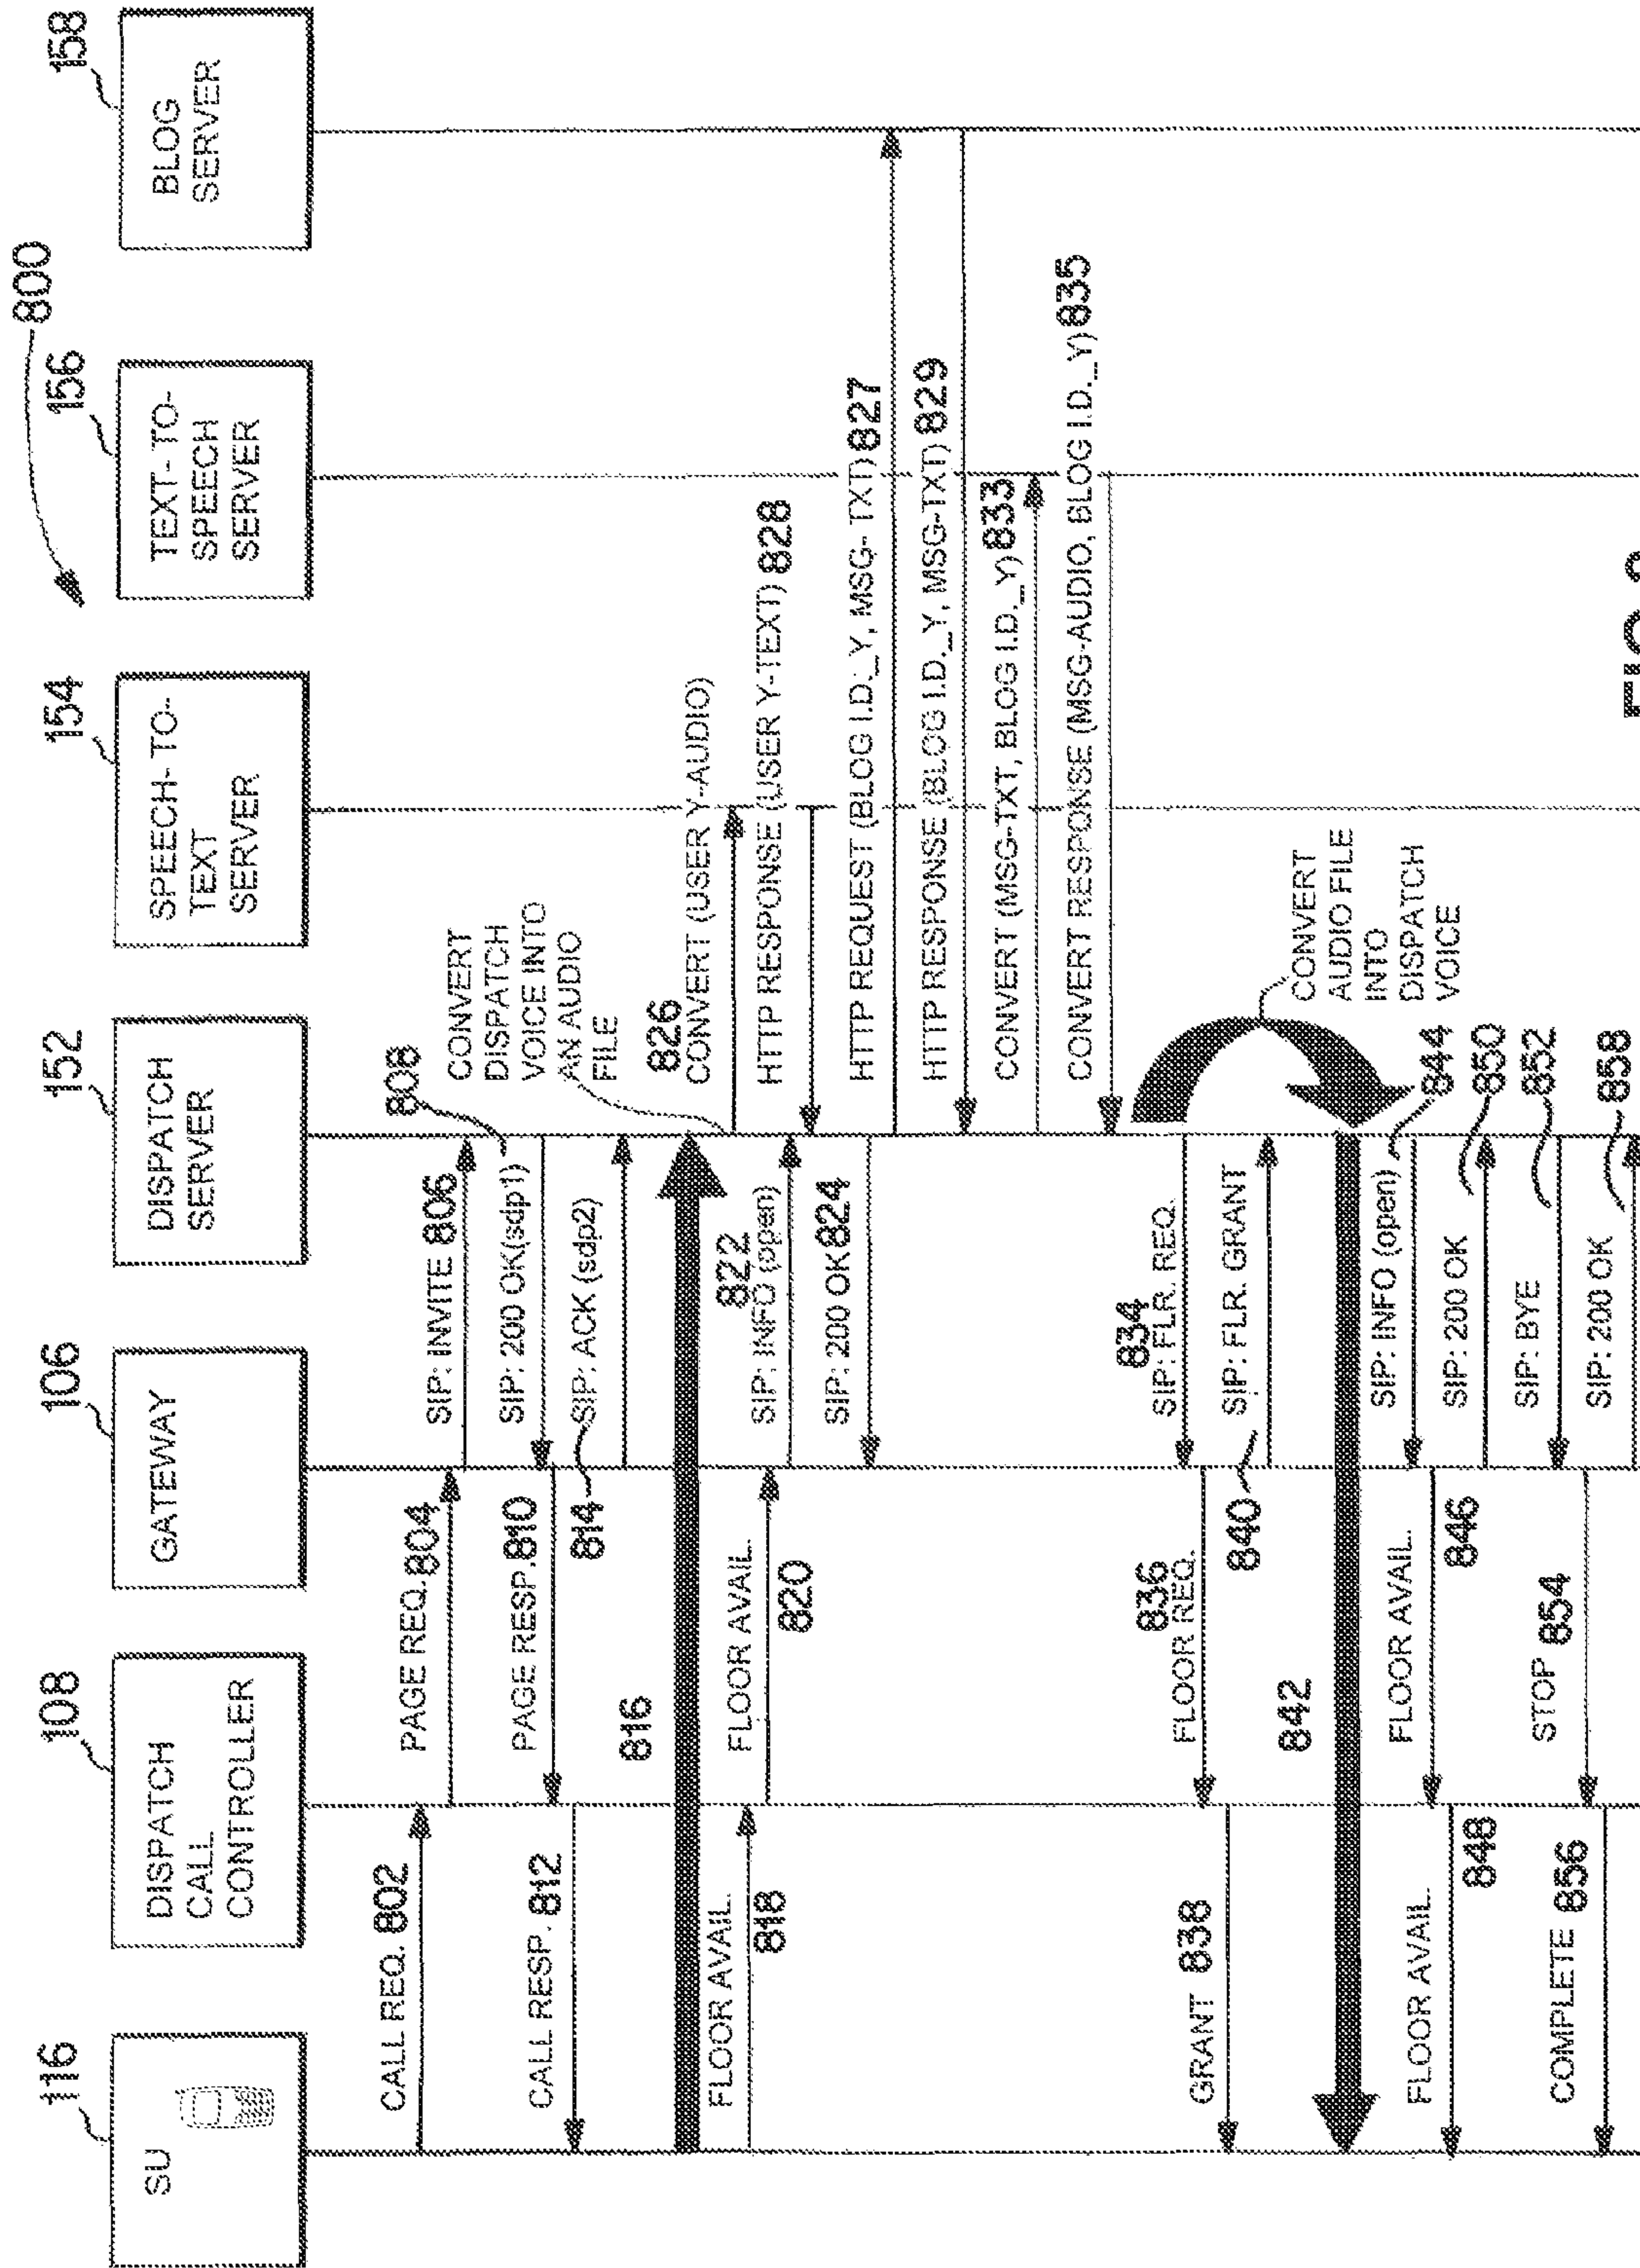 800
116
SU
108
DISPATCH
CALL
CONTROLLER
106
GATEWAY
152
DISPATCH
SERVER
154
SPEECH- TO-
TEXT
SERVER
156
TEXT- TO-
SPEECH
SERVER
158
BLOG
SERVER
CALL REQ. 802
PAGE REQ. 804
SIP: INVITE 806
808
SIP: 200 OK(sdp1)
PAGE RESP. 810
CALL RESP. 812
814
SIP: ACK (sdp2)
CONVERT
DISPATCH
VOICE INTO
AN AUDIO
FILE
816
FLOOR AVAIL.
818
FLOOR AVAIL.
820
822
SIP: INFO (open)
SIP: 200 OK 824
826
CONVERT (USER Y-AUDIO)
HTTP RESPONSE (USER Y-TEXT) 828
HTTP REQUEST (BLOG I.D._Y, MSG- TXT) 827
HTTP RESPONSE (BLOG I.D._Y, MSG-TXT) 829
CONVERT (MSG-TXT, BLOG I.D._Y) 833
CONVERT RESPONSE (MSG-AUDIO, BLOG I.D._Y) 835
834
SIP: FLR. REQ.
836
FLOOR REQ.
GRANT 838
840
SIP: FLR. GRANT
CONVERT
AUDIO FILE
INTO
DISPATCH
VOICE
842
SIP: INFO (open)
844
FLOOR AVAIL.
846
FLOOR AVAIL.
848
SIP: 200 OK
850
SIP: BYE
852
STOP 854
COMPLETE 856
SIP: 200 OK
858